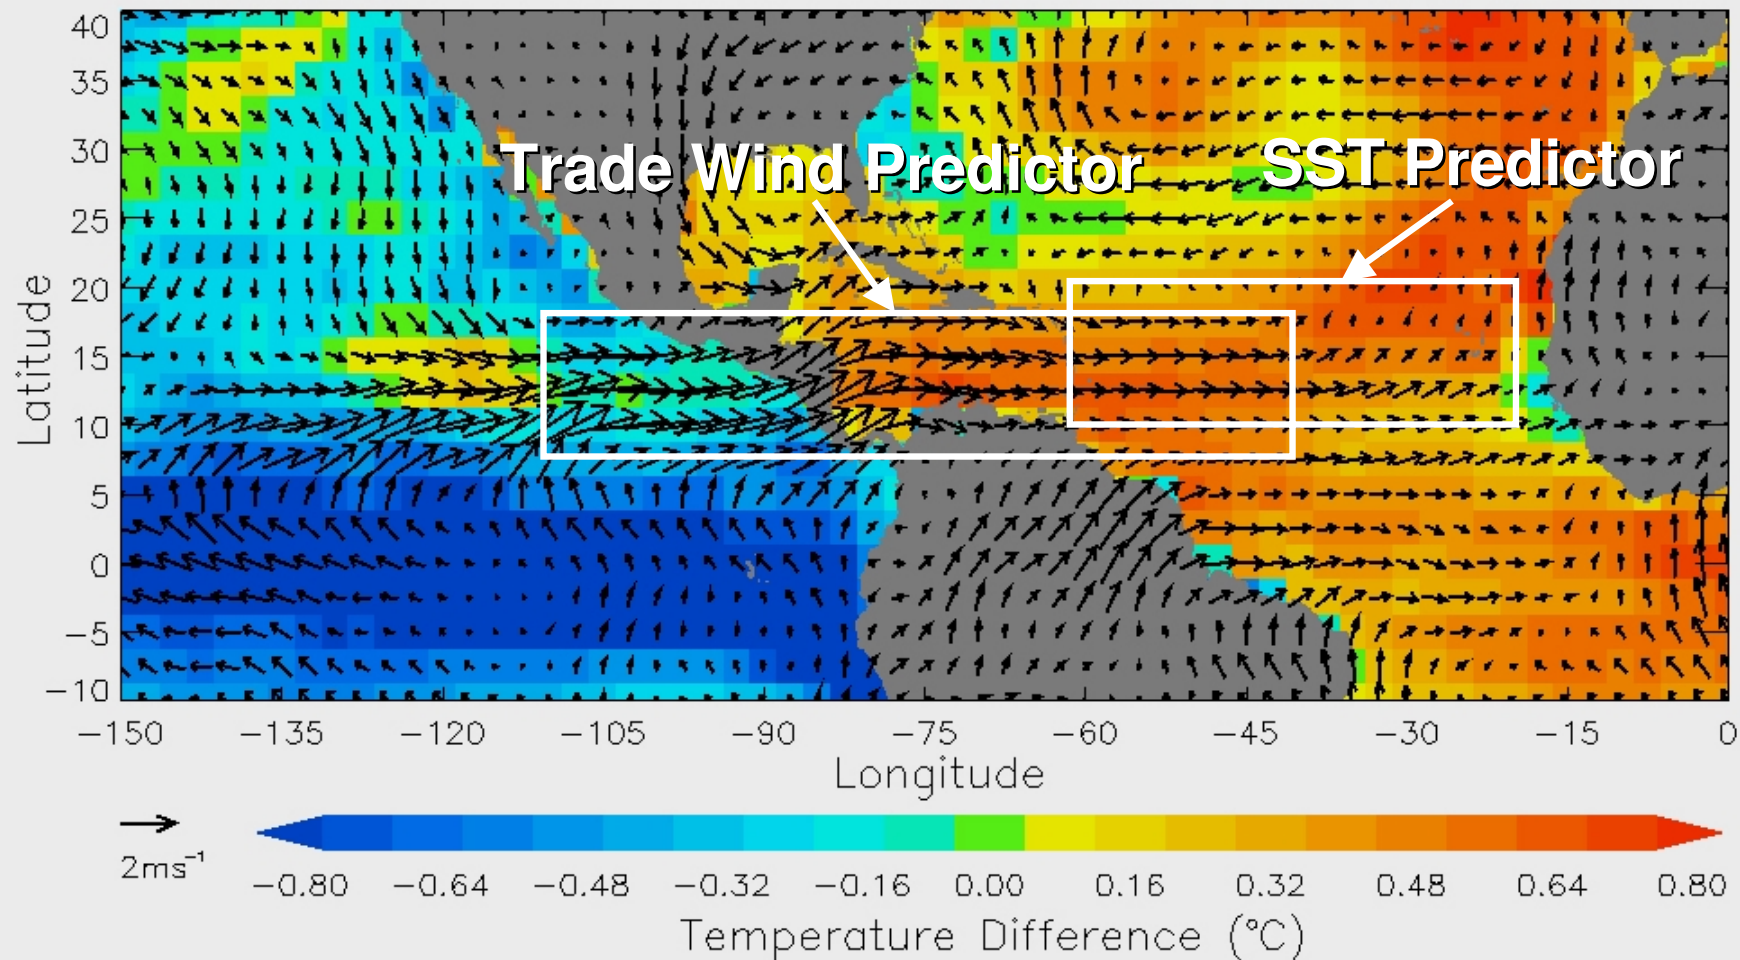 Trade Wind Predictor
SST Predictor
Latitude
40
35
30
25
20
15
10
5
0
−5
−10
−150 −135 −120 −105 −90 −75 −60 −45 −30 −15 0
Longitude
2ms⁻¹
−0.80 −0.64 −0.48 −0.32 −0.16 0.00 0.16 0.32 0.48 0.64 0.80
Temperature Difference (°C)